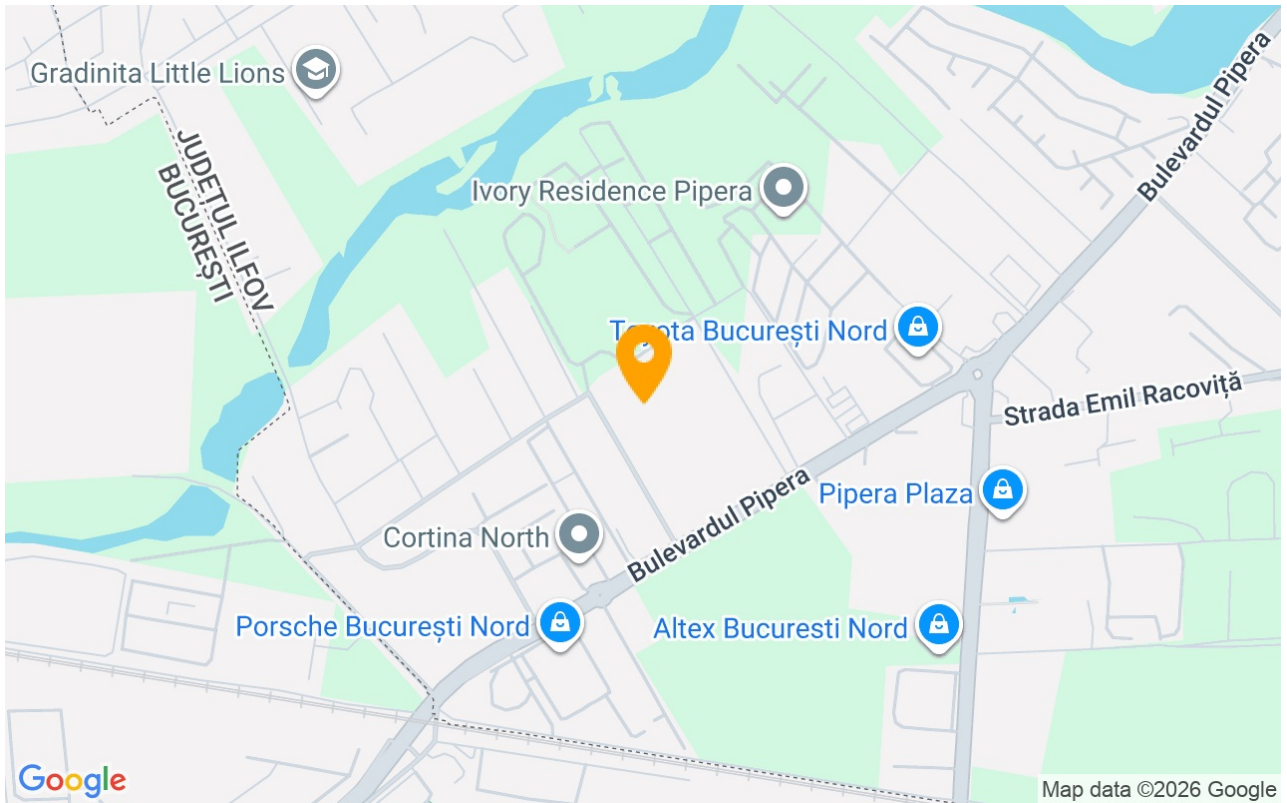 Gradinita Little Lions
JUDEȚUL ILFOV
BUCUREȘTI
Ivory Residence Pipera
Bulevardul Pipera
Toyota București Nord
Strada Emil Racoviță
Pipera Plaza
Bulevardul Pipera
Cortina North
Porsche București Nord
Altex Bucuresti Nord
Google
Map data ©2026 Google